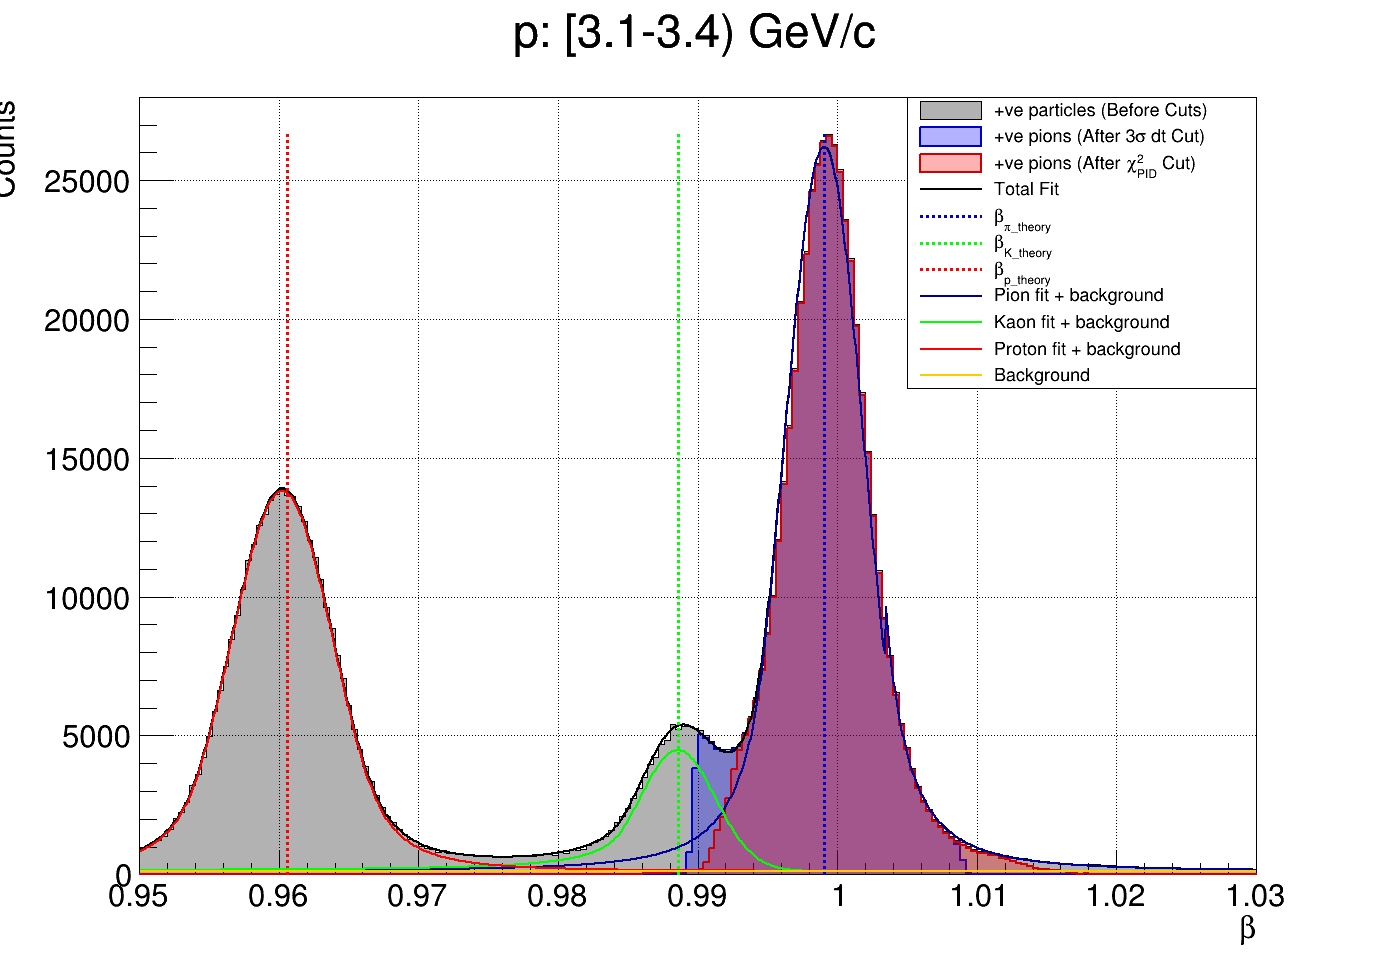 p: [3.1-3.4) GeV/c
Counts
+ve particles (Before Cuts)
+ve pions (After 3σ dt Cut)
+ve pions (After χ²PID Cut)
Total Fit
βπ_theory
βK_theory
βp_theory
Pion fit + background
Kaon fit + background
Proton fit + background
Background
25000
20000
15000
10000
5000
0
0.95 0.96 0.97 0.98 0.99 1 1.01 1.02 1.03
β